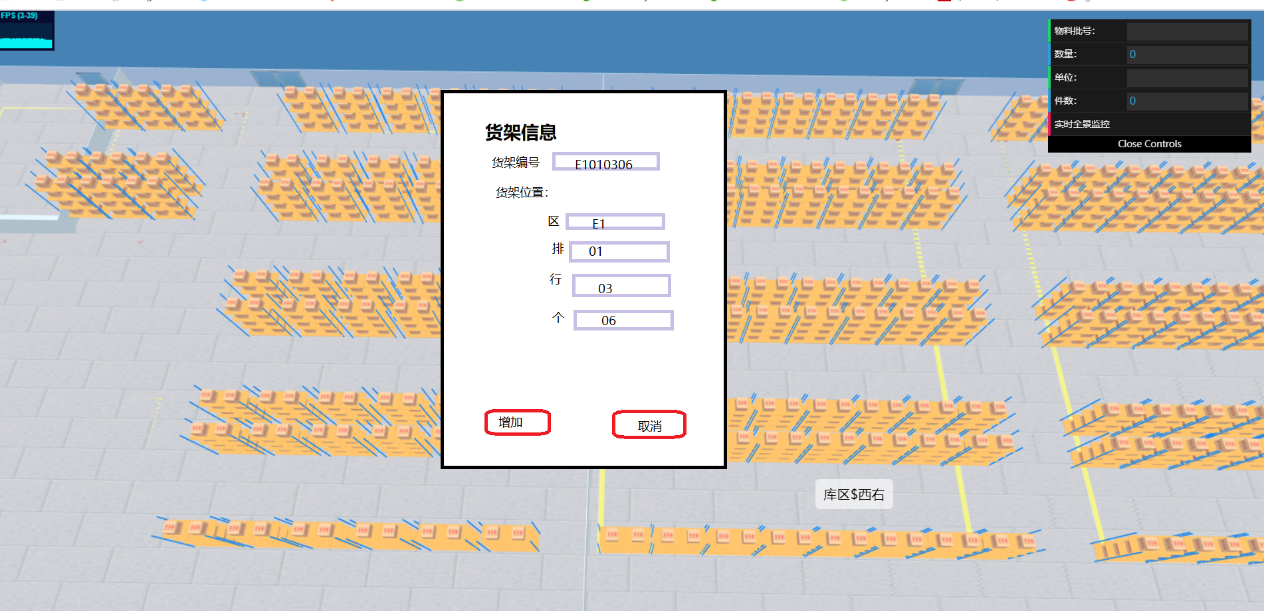 FPS (3-39)
物料批号:
数量: 0
单位:
件数: 0
实时全景监控
Close Controls
货架信息
货架编号 E1010306
货架位置:
区 E1
排 01
行 03
个 06
增加 取消
库区$西右